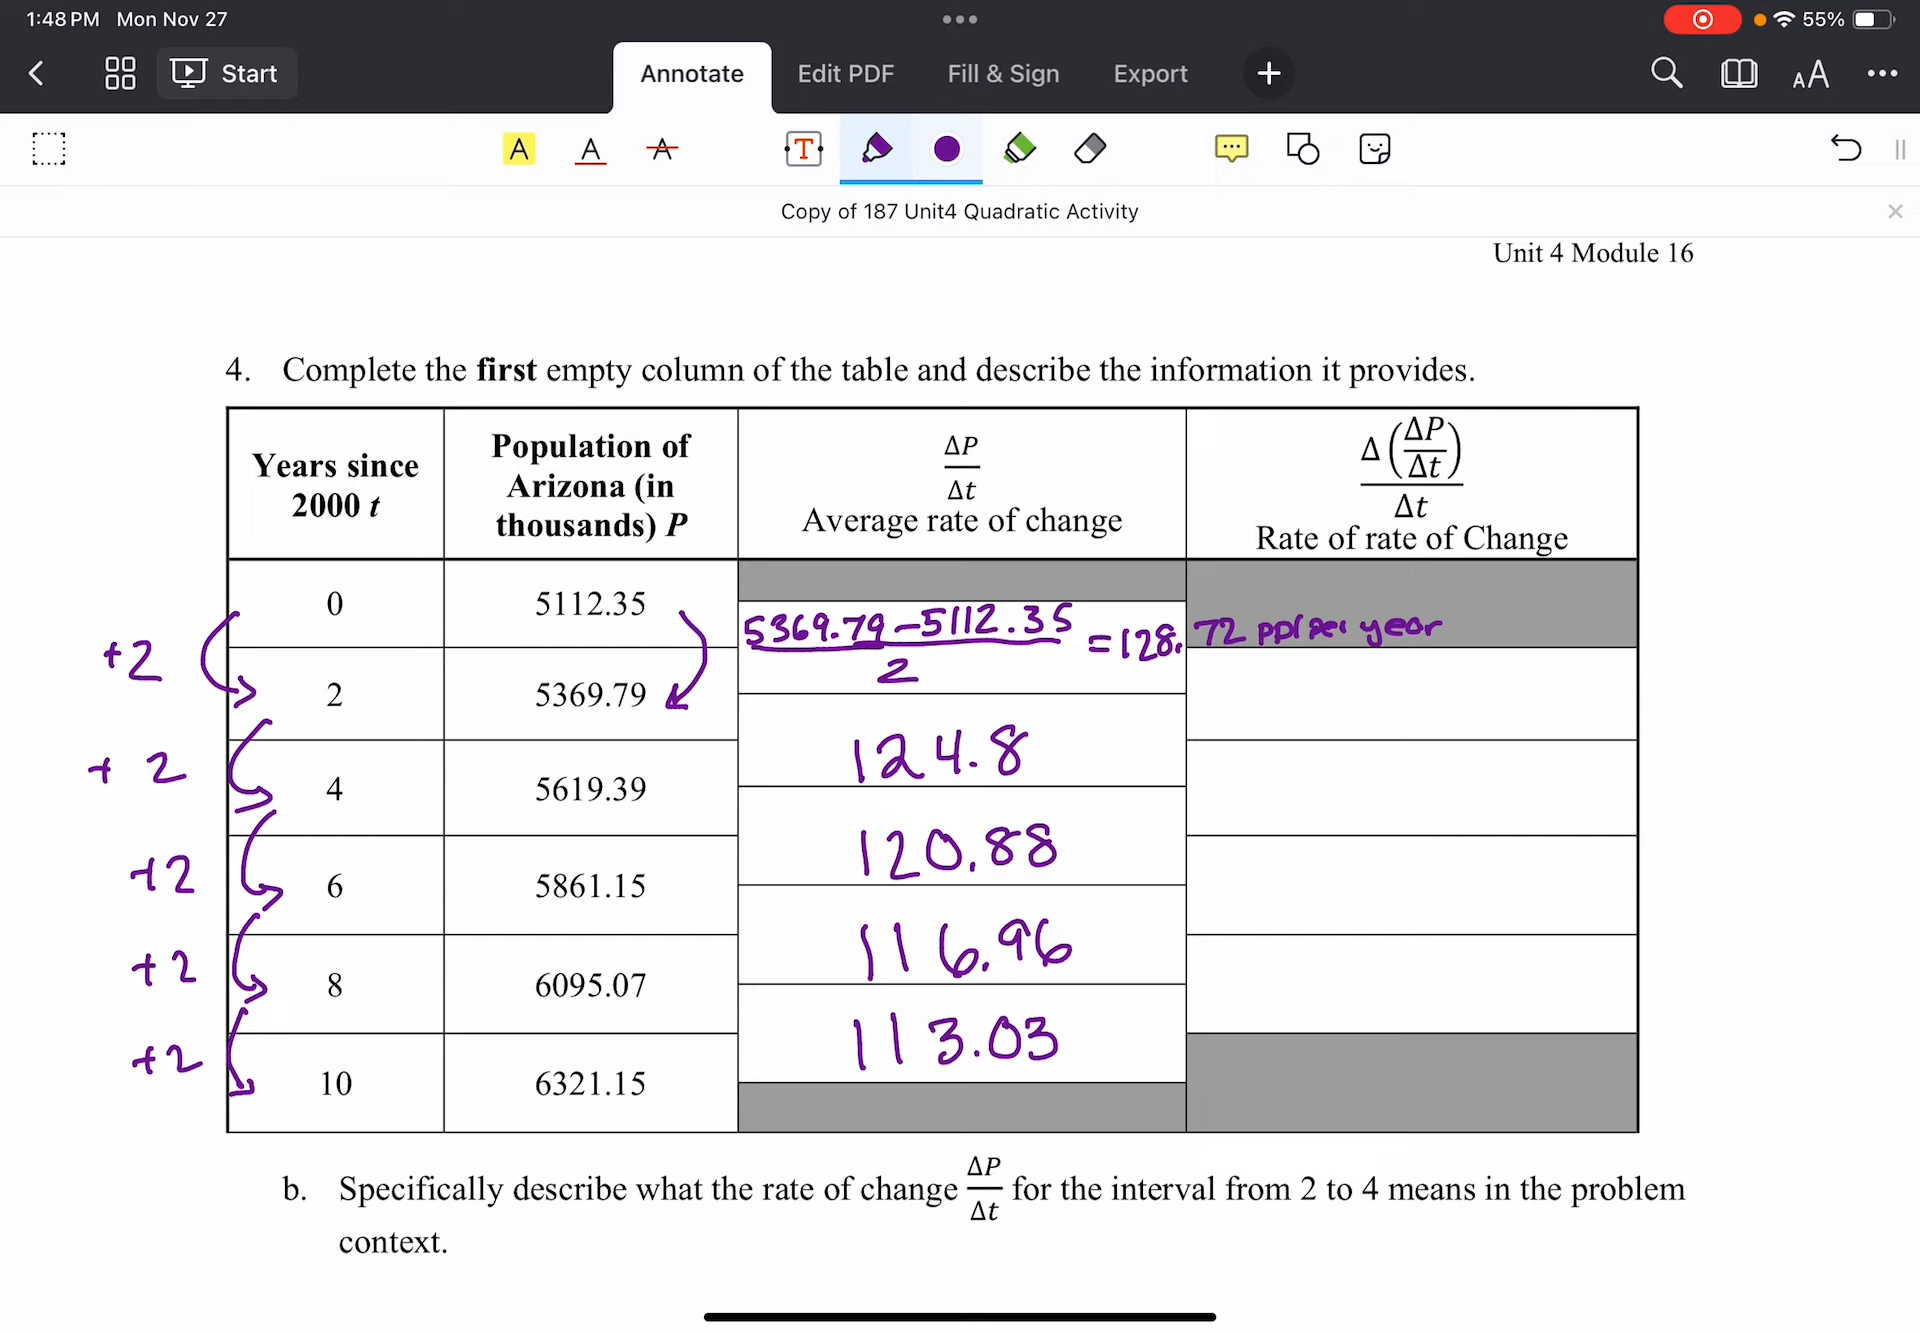 1:48 PM Mon Nov 27
55%
Start
Annotate
Edit PDF
Fill & Sign
Export
AA
A A A T
Copy of 187 Unit4 Quadratic Activity
Unit 4 Module 16
4. Complete the first empty column of the table and describe the information it provides.
Years since 2000 t
Population of Arizona (in thousands) P
ΔP/Δt Average rate of change
Δ(ΔP/Δt)/Δt Rate of rate of Change
0 5112.35
5369.79 – 5112.35 / 2 = 128.72 ppl per year
+2
2 5369.79
124.8
+2
4 5619.39
120.88
+2
6 5861.15
116.96
+2
8 6095.07
113.03
+2
10 6321.15
b. Specifically describe what the rate of change ΔP/Δt for the interval from 2 to 4 means in the problem
context.